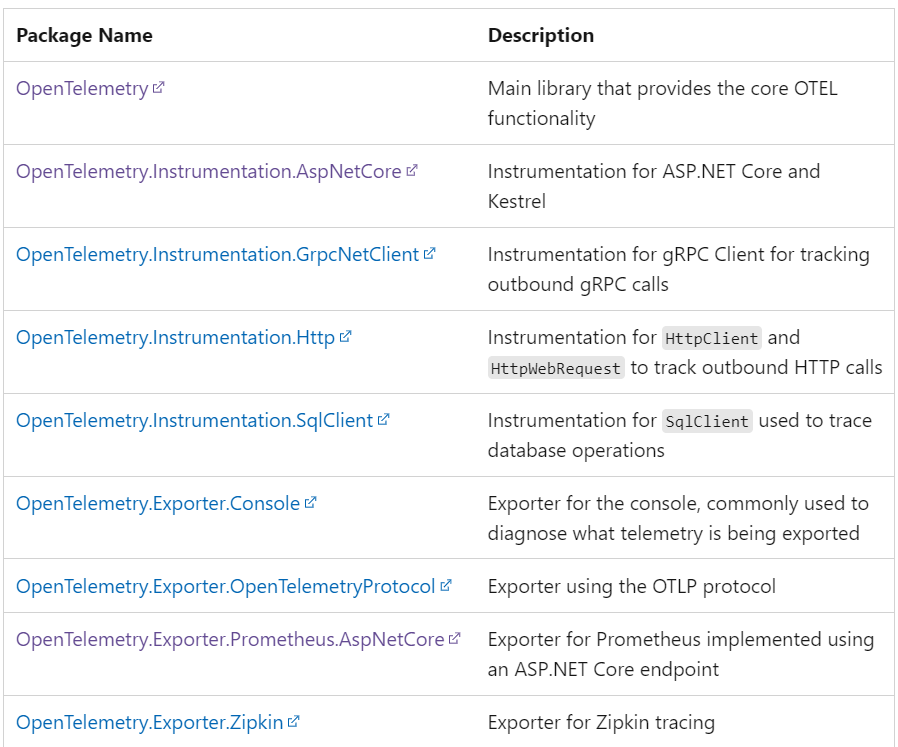 Package Name
Description
OpenTelemetry
Main library that provides the core OTEL
functionality
OpenTelemetry.Instrumentation.AspNetCore
Instrumentation for ASP.NET Core and
Kestrel
OpenTelemetry.Instrumentation.GrpcNetClient
Instrumentation for gRPC Client for tracking
outbound gRPC calls
OpenTelemetry.Instrumentation.Http
Instrumentation for HttpClient and
HttpWebRequest to track outbound HTTP calls
OpenTelemetry.Instrumentation.SqlClient
Instrumentation for SqlClient used to trace
database operations
OpenTelemetry.Exporter.Console
Exporter for the console, commonly used to
diagnose what telemetry is being exported
OpenTelemetry.Exporter.OpenTelemetryProtocol
Exporter using the OTLP protocol
OpenTelemetry.Exporter.Prometheus.AspNetCore
Exporter for Prometheus implemented using
an ASP.NET Core endpoint
OpenTelemetry.Exporter.Zipkin
Exporter for Zipkin tracing